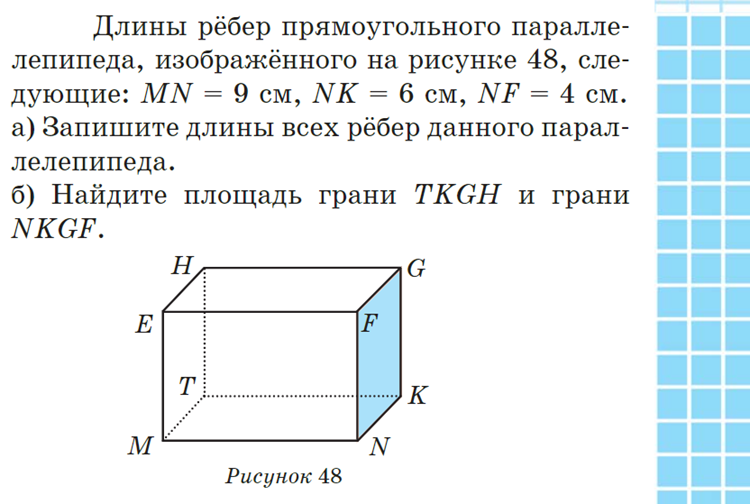 Длины рёбер прямоугольного паралле-
лепипеда, изображённого на рисунке 48, сле-
дующие: MN = 9 см, NK = 6 см, NF = 4 см.
а) Запишите длины всех рёбер данного парал-
лелепипеда.
б) Найдите площадь грани TKGH и грани
NKGF.
H
G
E
F
T
K
M
N
Рисунок 48